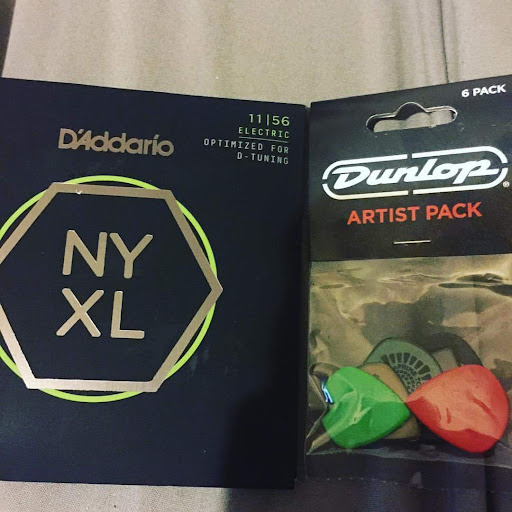 D'Addario
11|56
ELECTRIC
OPTIMIZED FOR
D-TUNING
NY
XL
6 PACK
DUNLOP®
ARTIST PACK